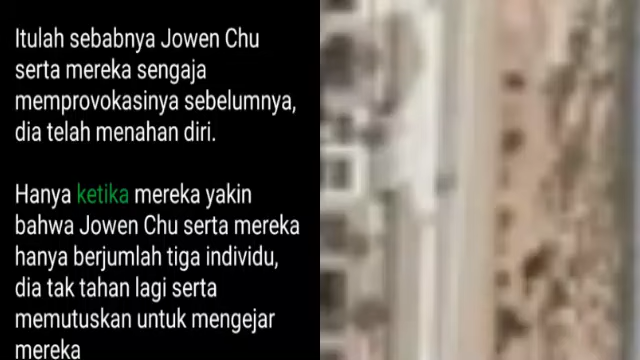 Itulah sebabnya Jowen Chu
serta mereka sengaja
memprovokasinya sebelumnya,
dia telah menahan diri.
Hanya ketika mereka yakin
bahwa Jowen Chu serta mereka
hanya berjumlah tiga individu,
dia tak tahan lagi serta
memutuskan untuk mengejar
mereka